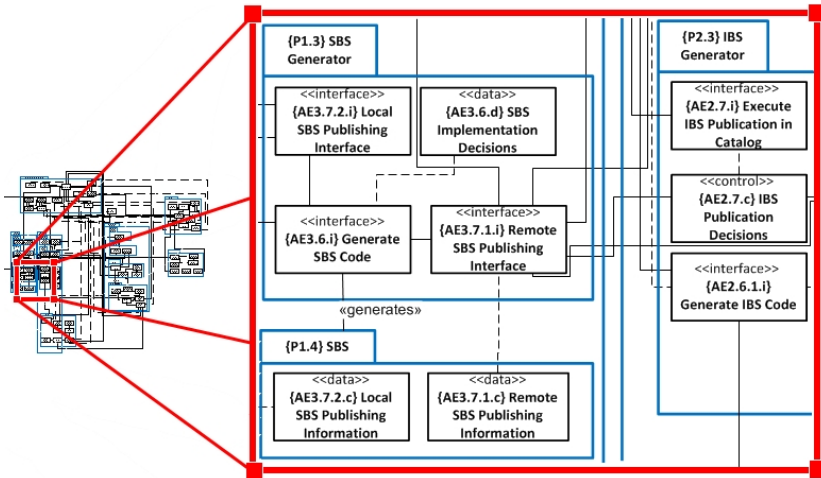 {P1.3} SBS
Generator
<<interface>>
{AE3.7.2.i} Local
SBS Publishing
Interface
<<data>>
{AE3.6.d} SBS
Implementation
Decisions
<<interface>>
{AE3.6.i} Generate
SBS Code
<<interface>>
{AE3.7.1.i} Remote
SBS Publishing
Interface
«generates»
{P1.4} SBS
<<data>>
{AE3.7.2.c} Local
SBS Publishing
Information
<<data>>
{AE3.7.1.c} Remote
SBS Publishing
Information
{P2.3} IBS
Generator
<<interface>>
{AE2.7.i} Execute
IBS Publication in
Catalog
<<control>>
{AE2.7.c} IBS
Publication
Decisions
<<interface>>
{AE2.6.1.i}
Generate IBS Code